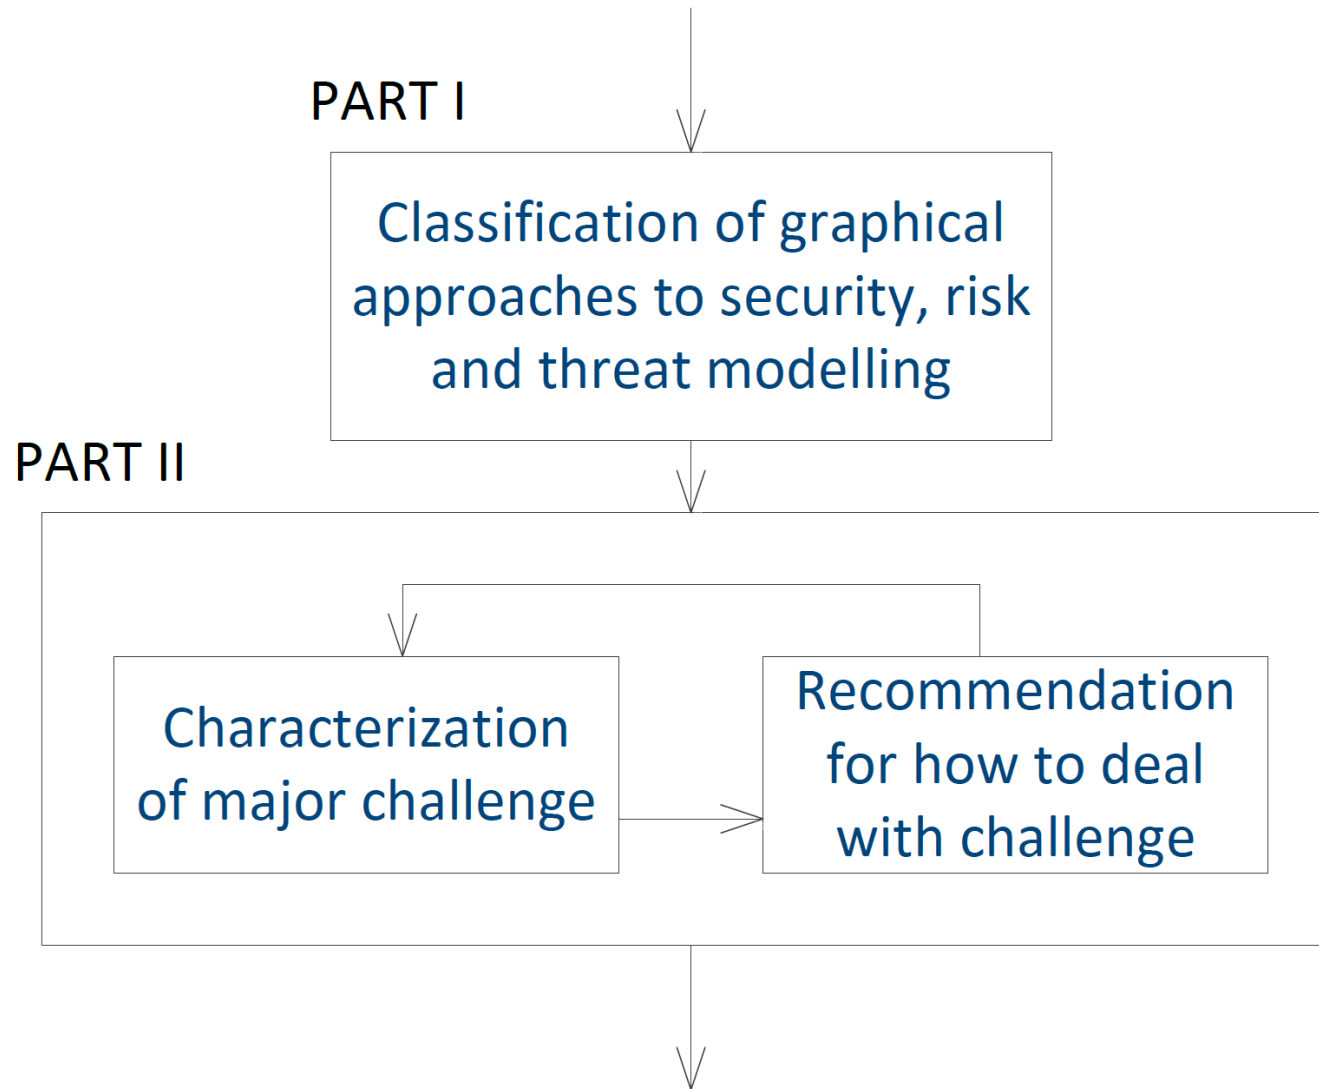 PART I
Classification of graphical
approaches to security, risk
and threat modelling
PART II
Characterization
of major challenge
Recommendation
for how to deal
with challenge